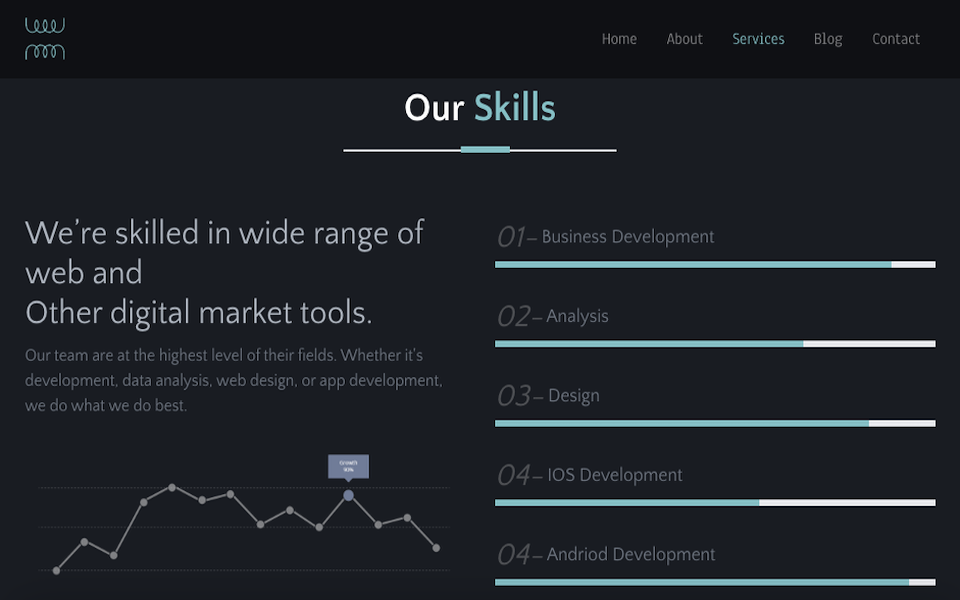 Home About Services Blog Contact
Our Skills
We're skilled in wide range of
web and
Other digital market tools.
Our team are at the highest level of their fields. Whether it's
development, data analysis, web design, or app development,
we do what we do best.
Growth
90%
01– Business Development
02– Analysis
03– Design
04– IOS Development
04– Andriod Development